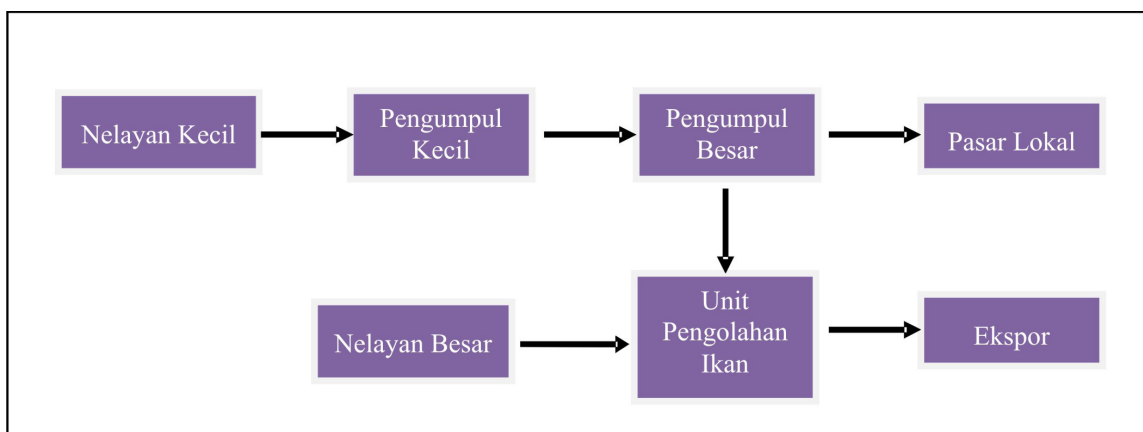 Nelayan Kecil
Pengumpul
Kecil
Pengumpul
Besar
Pasar Lokal
Nelayan Besar
Unit
Pengolahan
Ikan
Ekspor